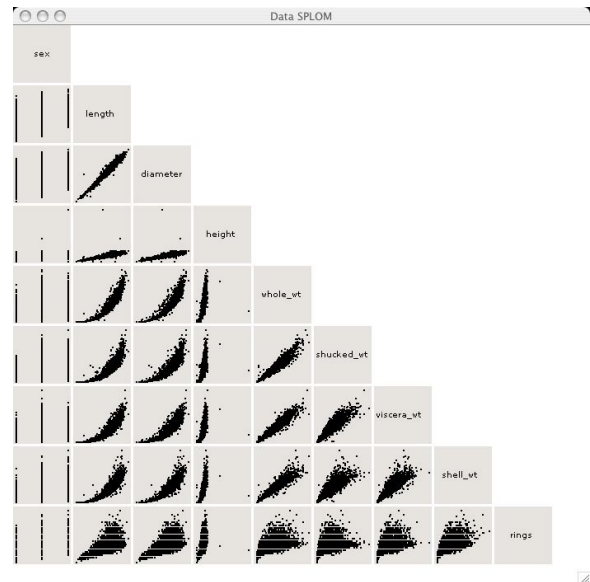 Data SPLOM
sex
length
diameter
height
whole_wt
shucked_wt
viscera_wt
shell_wt
rings